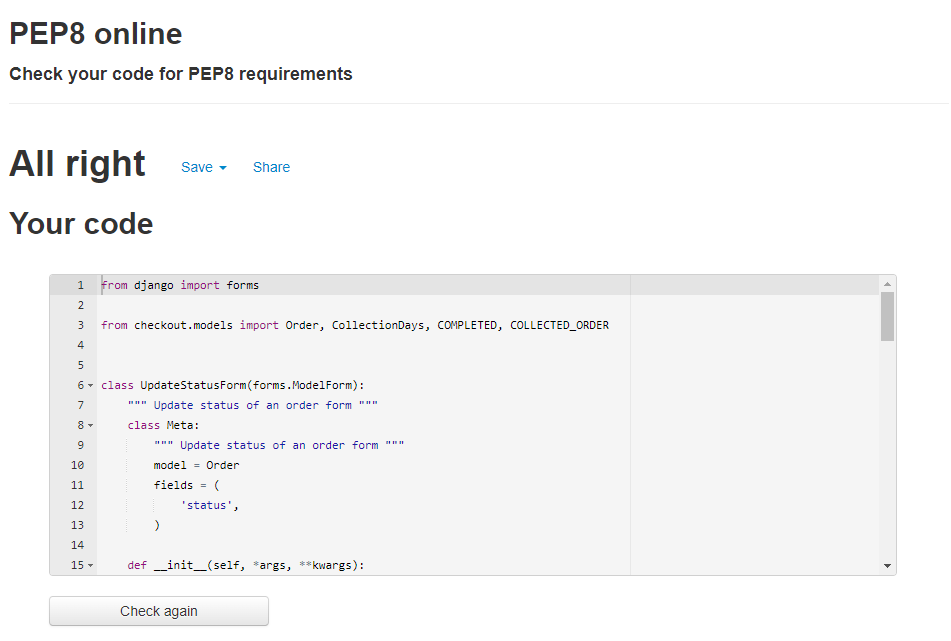 PEP8 online
Check your code for PEP8 requirements
All right Save Share
Your code
1 from django import forms
2
3 from checkout.models import Order, CollectionDays, COMPLETED, COLLECTED_ORDER
4
5
6 class UpdateStatusForm(forms.ModelForm):
7 """ Update status of an order form """
8 class Meta:
9 """ Update status of an order form """
10 model = Order
11 fields = (
12 'status',
13 )
14
15 def __init__(self, *args, **kwargs):
Check again